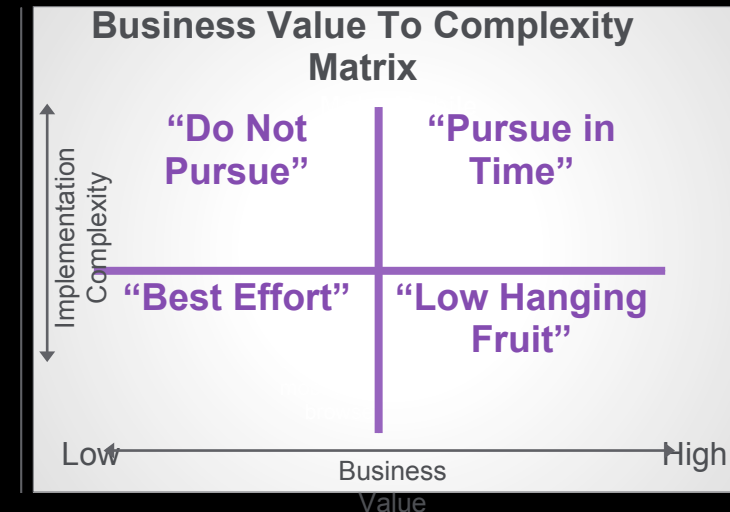 Business Value To Complexity
Matrix
“Do Not
Pursue”
“Pursue in
Time”
Implementation
Complexity
“Best Effort”
“Low Hanging
Fruit”
Low
High
Business
Value